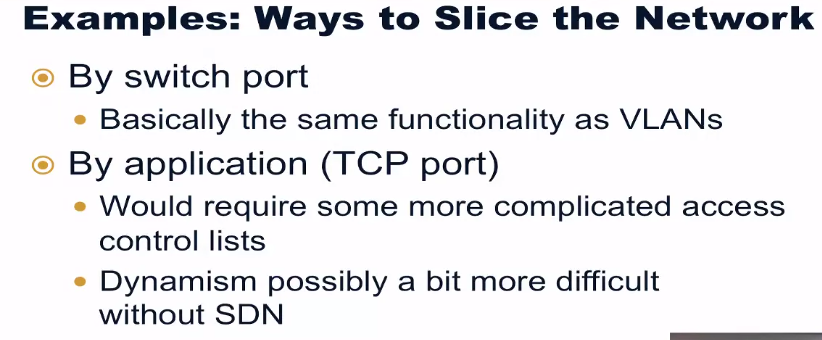 Examples: Ways to Slice the Network
By switch port
Basically the same functionality as VLANs
By application (TCP port)
Would require some more complicated access
control lists
Dynamism possibly a bit more difficult
without SDN